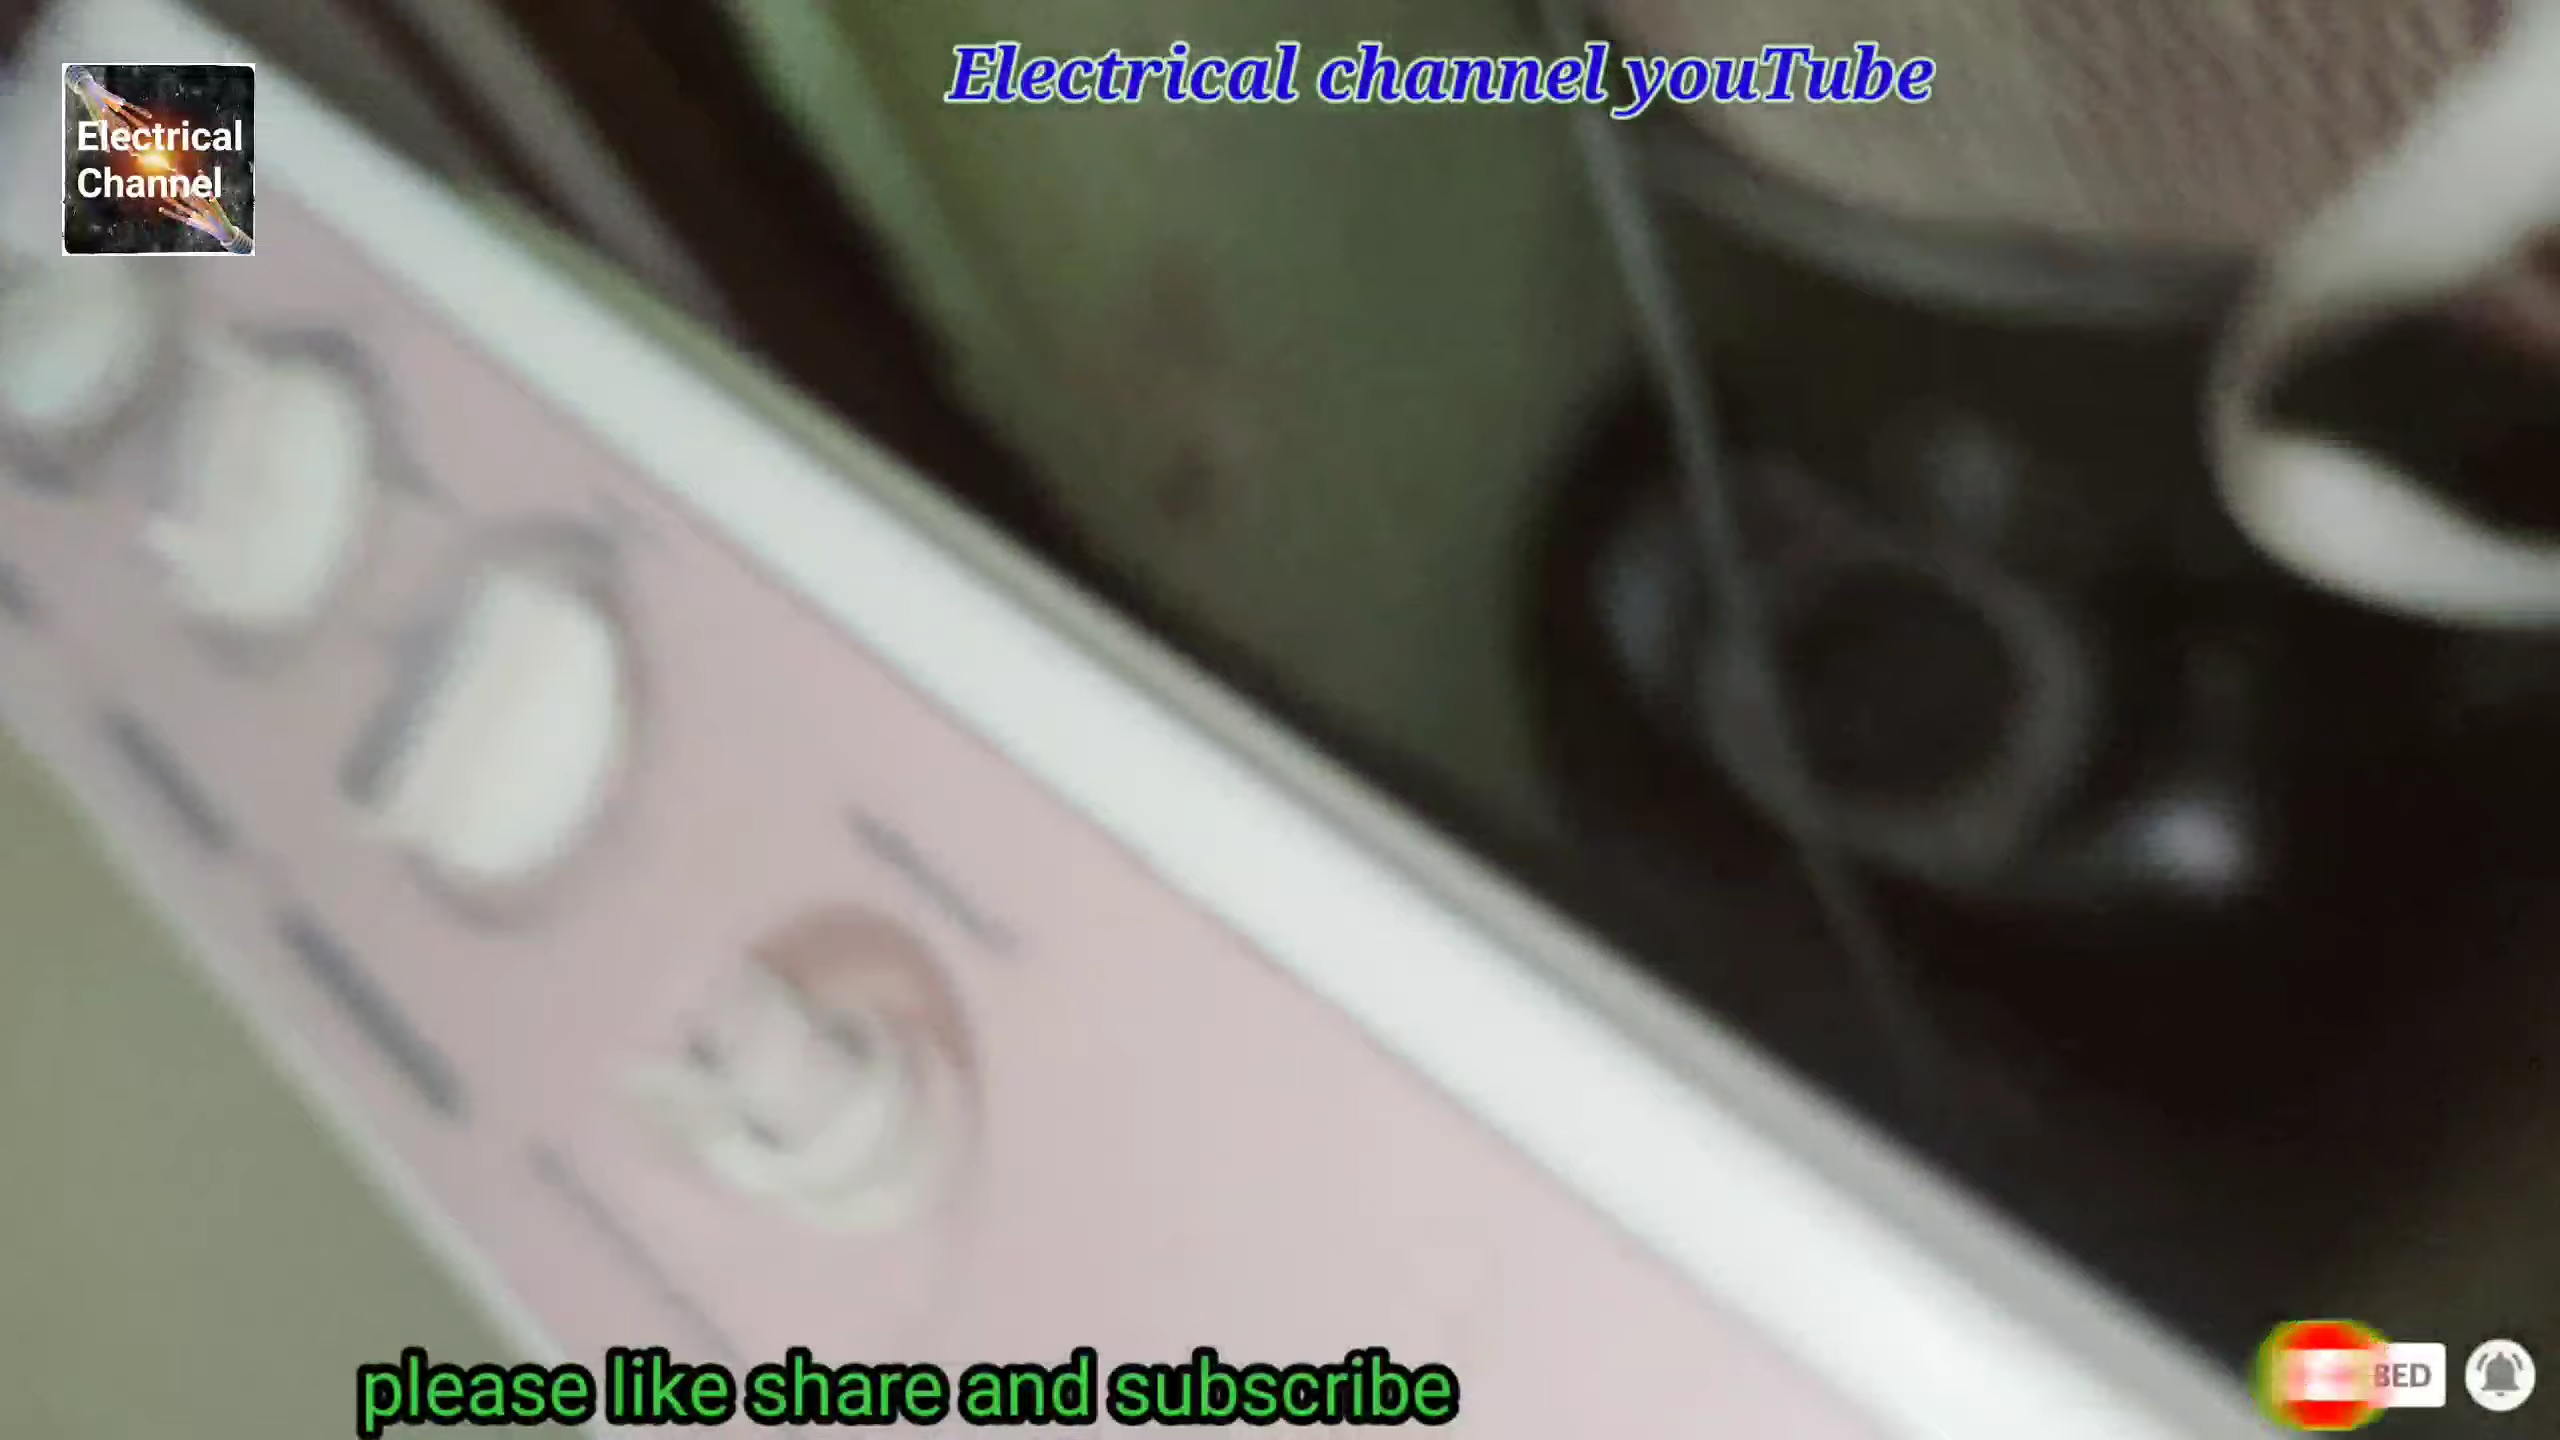 Electrical channel youTube
Electrical
Channel
please like share and subscribe
BED